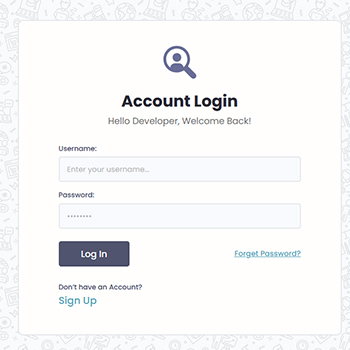 Account Login
Hello Developer, Welcome Back!
Username:
Enter your username...
Password:
••••••••
Log In
Forget Password?
Don't have an Account?
Sign Up